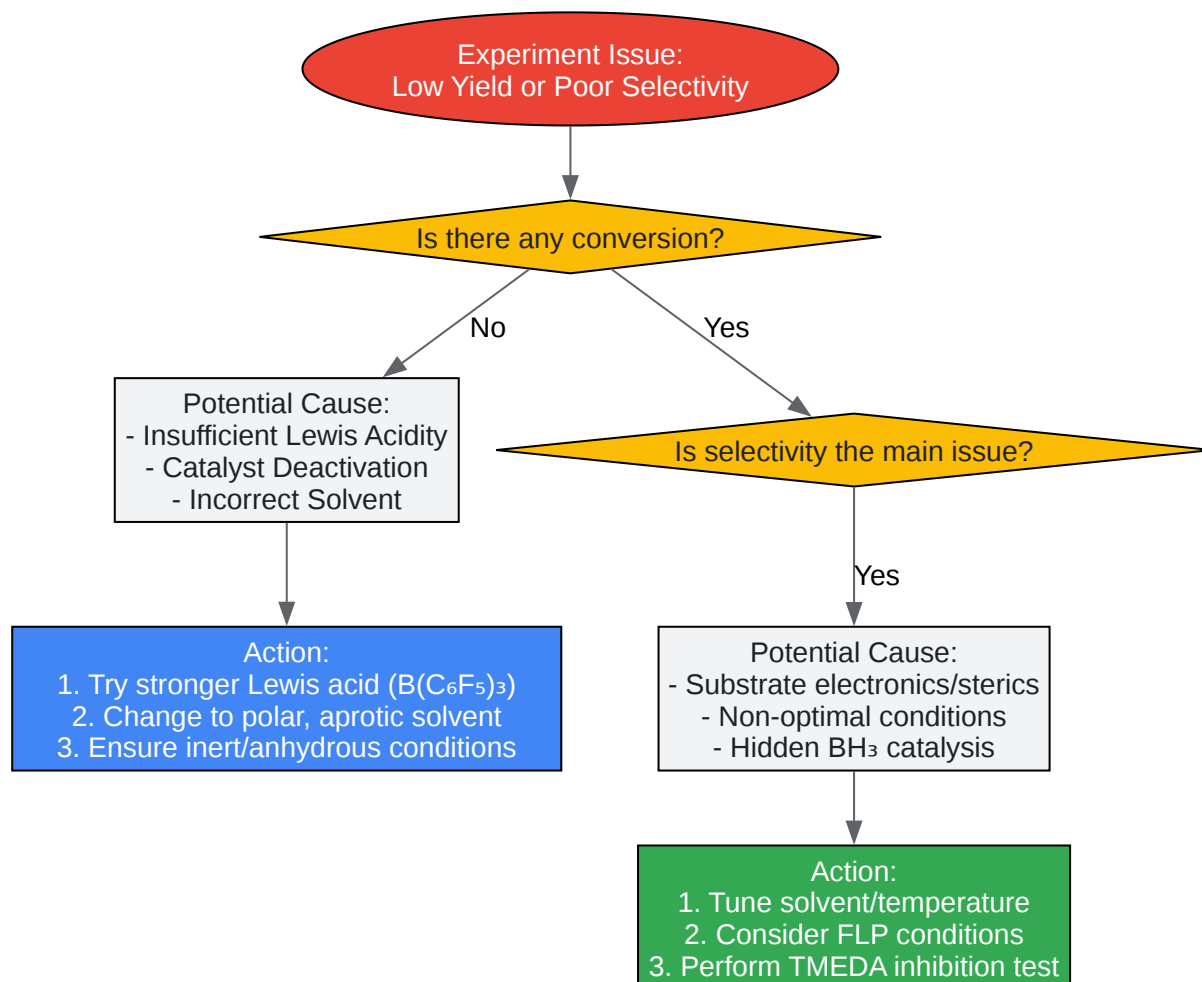 Experiment Issue:
Low Yield or Poor Selectivity
Is there any conversion?
No
Yes
Potential Cause:
- Insufficient Lewis Acidity
- Catalyst Deactivation
- Incorrect Solvent
Is selectivity the main issue?
Yes
Action:
1. Try stronger Lewis acid (B(C₆F₅)₃)
2. Change to polar, aprotic solvent
3. Ensure inert/anhydrous conditions
Potential Cause:
- Substrate electronics/sterics
- Non-optimal conditions
- Hidden BH₃ catalysis
Action:
1. Tune solvent/temperature
2. Consider FLP conditions
3. Perform TMEDA inhibition test